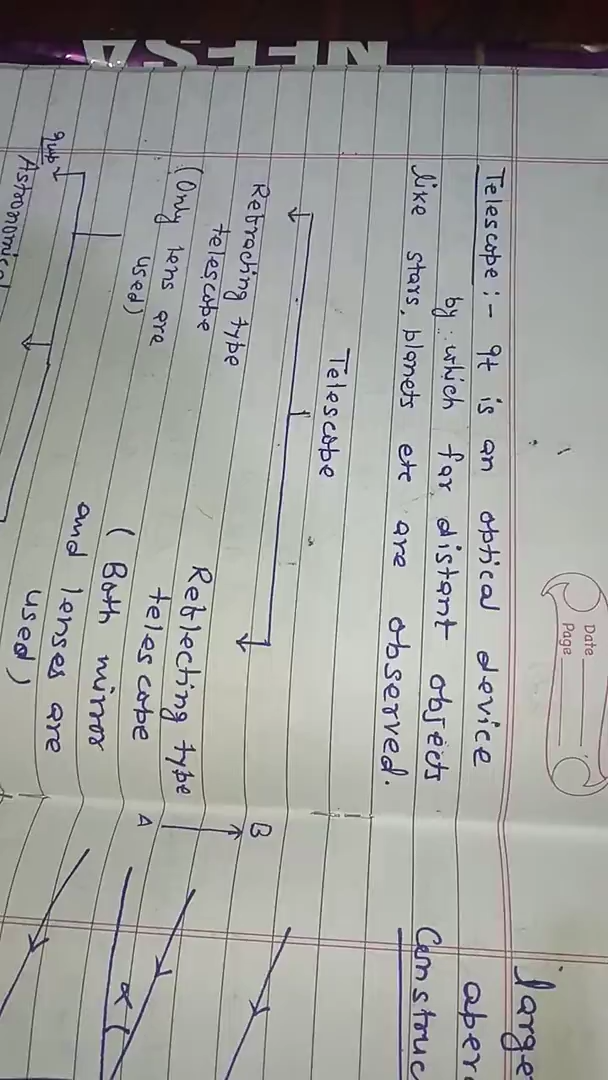 NEELSA
Date
Page
Telescope :- It is an optical device
by which far distant objects
like stars, planets etc are observed.
Telescope
Refracting type
telescope
(Only lens are
used)
Reflecting type
telescope
( Both mirror
and lenses are
used)
Astronomical
B
A
α
large
aper
Construc